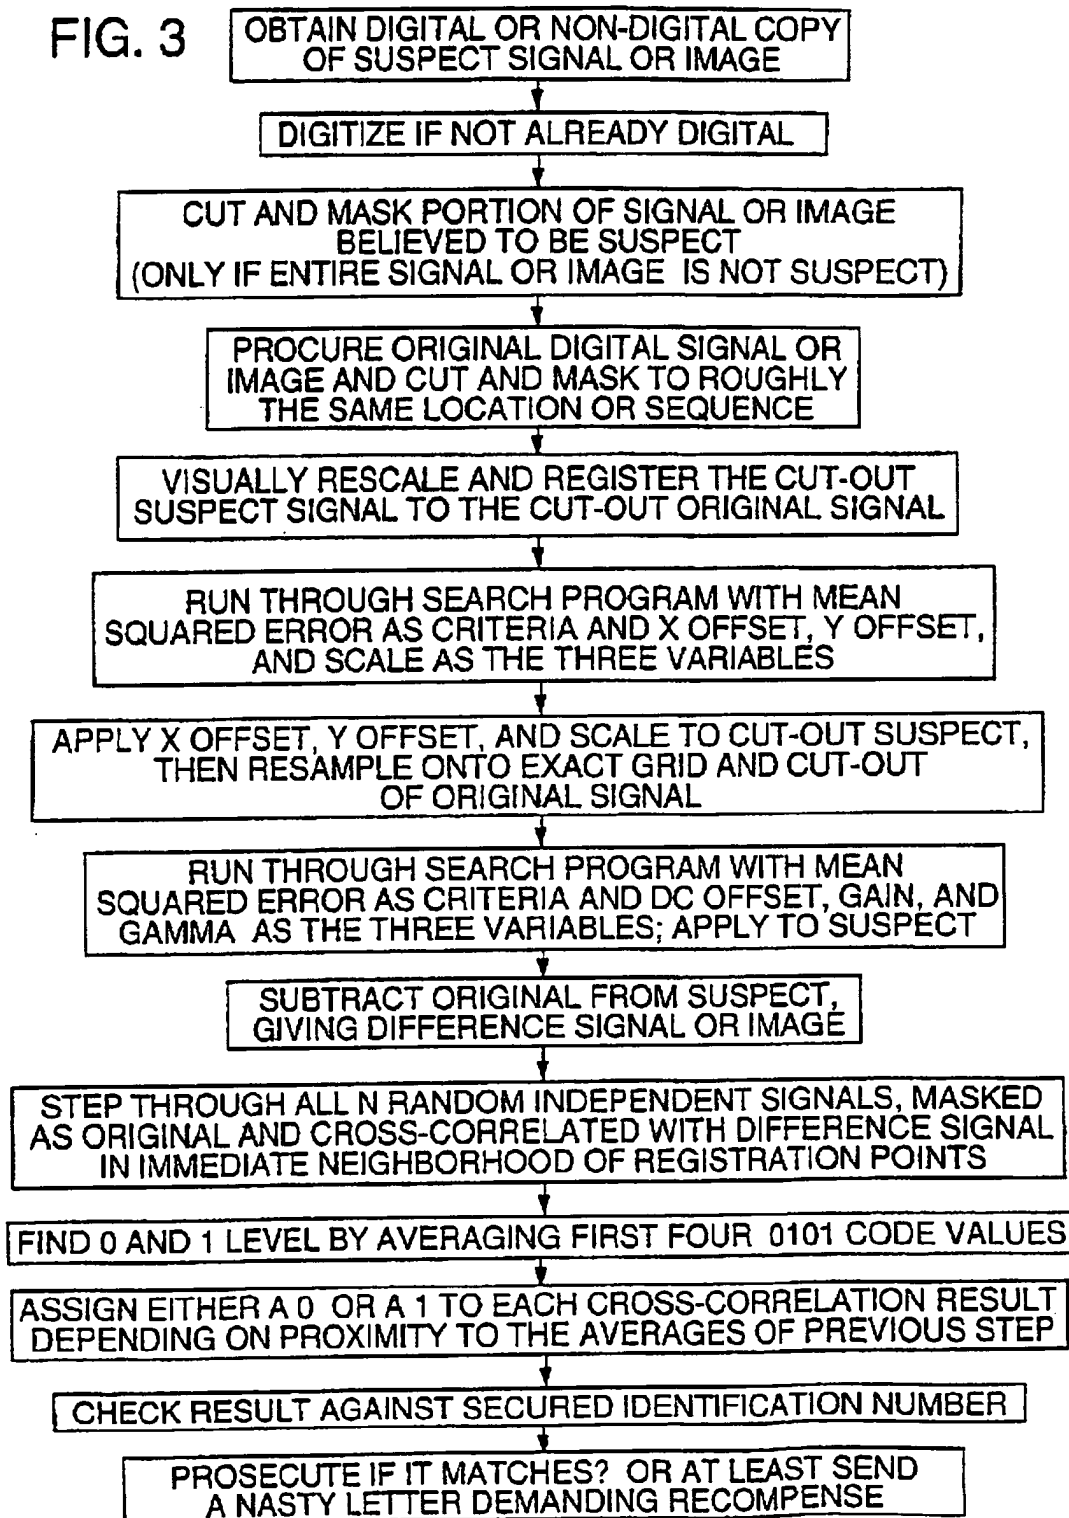 FIG. 3
OBTAIN DIGITAL OR NON-DIGITAL COPY
OF SUSPECT SIGNAL OR IMAGE
DIGITIZE IF NOT ALREADY DIGITAL
CUT AND MASK PORTION OF SIGNAL OR IMAGE
BELIEVED TO BE SUSPECT
(ONLY IF ENTIRE SIGNAL OR IMAGE IS NOT SUSPECT)
PROCURE ORIGINAL DIGITAL SIGNAL OR
IMAGE AND CUT AND MASK TO ROUGHLY
THE SAME LOCATION OR SEQUENCE
VISUALLY RESCALE AND REGISTER THE CUT-OUT
SUSPECT SIGNAL TO THE CUT-OUT ORIGINAL SIGNAL
RUN THROUGH SEARCH PROGRAM WITH MEAN
SQUARED ERROR AS CRITERIA AND X OFFSET, Y OFFSET,
AND SCALE AS THE THREE VARIABLES
APPLY X OFFSET, Y OFFSET, AND SCALE TO CUT-OUT SUSPECT,
THEN RESAMPLE ONTO EXACT GRID AND CUT-OUT
OF ORIGINAL SIGNAL
RUN THROUGH SEARCH PROGRAM WITH MEAN
SQUARED ERROR AS CRITERIA AND DC OFFSET, GAIN, AND
GAMMA AS THE THREE VARIABLES; APPLY TO SUSPECT
SUBTRACT ORIGINAL FROM SUSPECT,
GIVING DIFFERENCE SIGNAL OR IMAGE
STEP THROUGH ALL N RANDOM INDEPENDENT SIGNALS, MASKED
AS ORIGINAL AND CROSS-CORRELATED WITH DIFFERENCE SIGNAL
IN IMMEDIATE NEIGHBORHOOD OF REGISTRATION POINTS
FIND 0 AND 1 LEVEL BY AVERAGING FIRST FOUR 0101 CODE VALUES
ASSIGN EITHER A 0 OR A 1 TO EACH CROSS-CORRELATION RESULT
DEPENDING ON PROXIMITY TO THE AVERAGES OF PREVIOUS STEP
CHECK RESULT AGAINST SECURED IDENTIFICATION NUMBER
PROSECUTE IF IT MATCHES? OR AT LEAST SEND
A NASTY LETTER DEMANDING RECOMPENSE